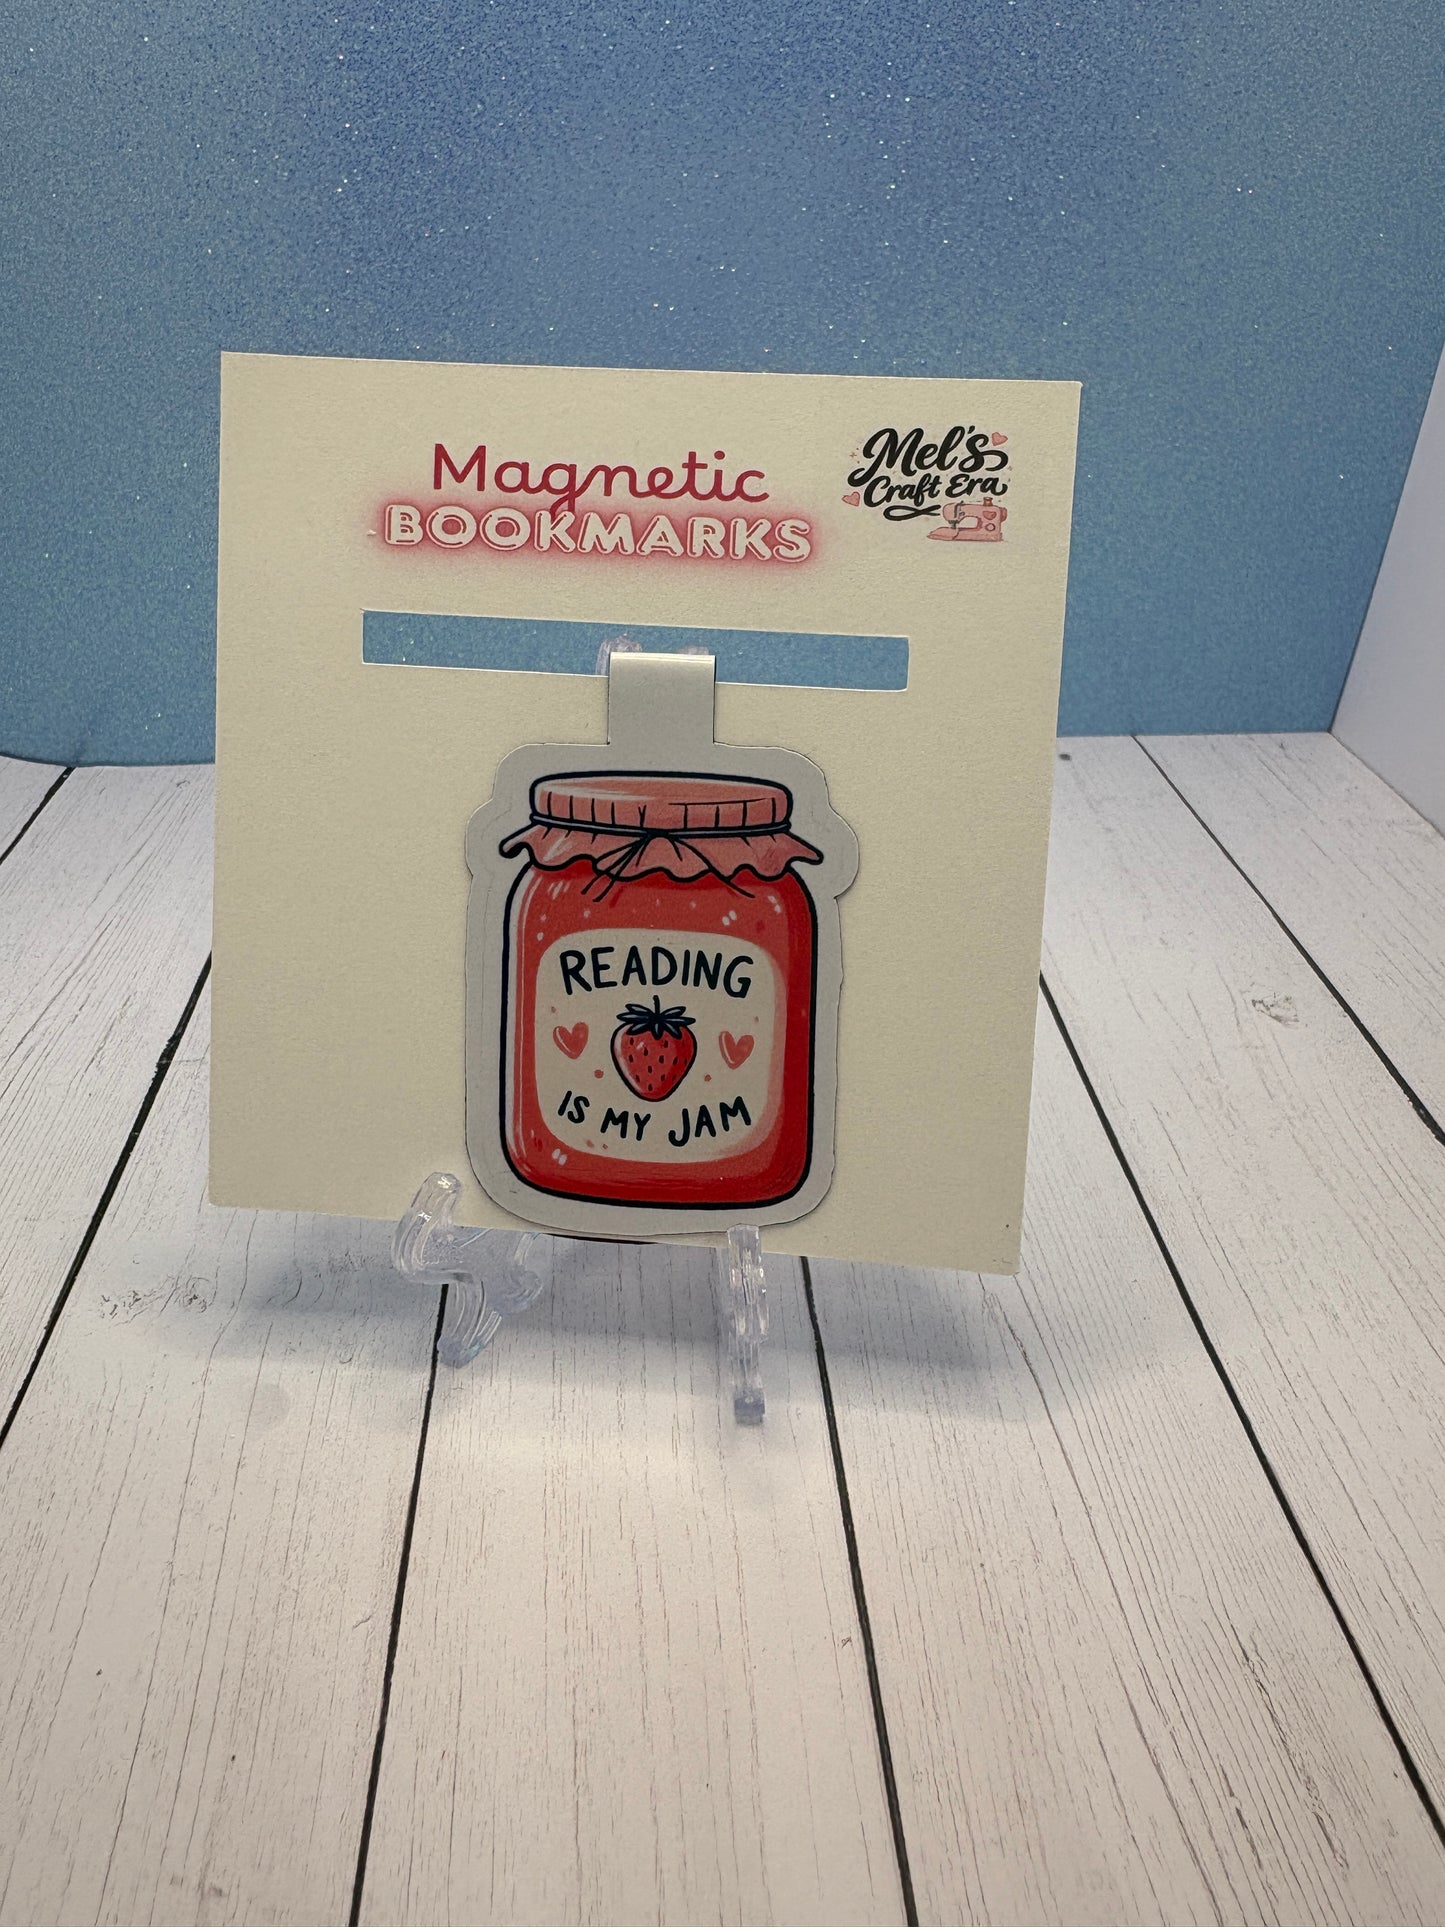 Magnetic
BOOKMARKS
Mel's
Craft Era
READING
IS MY JAM